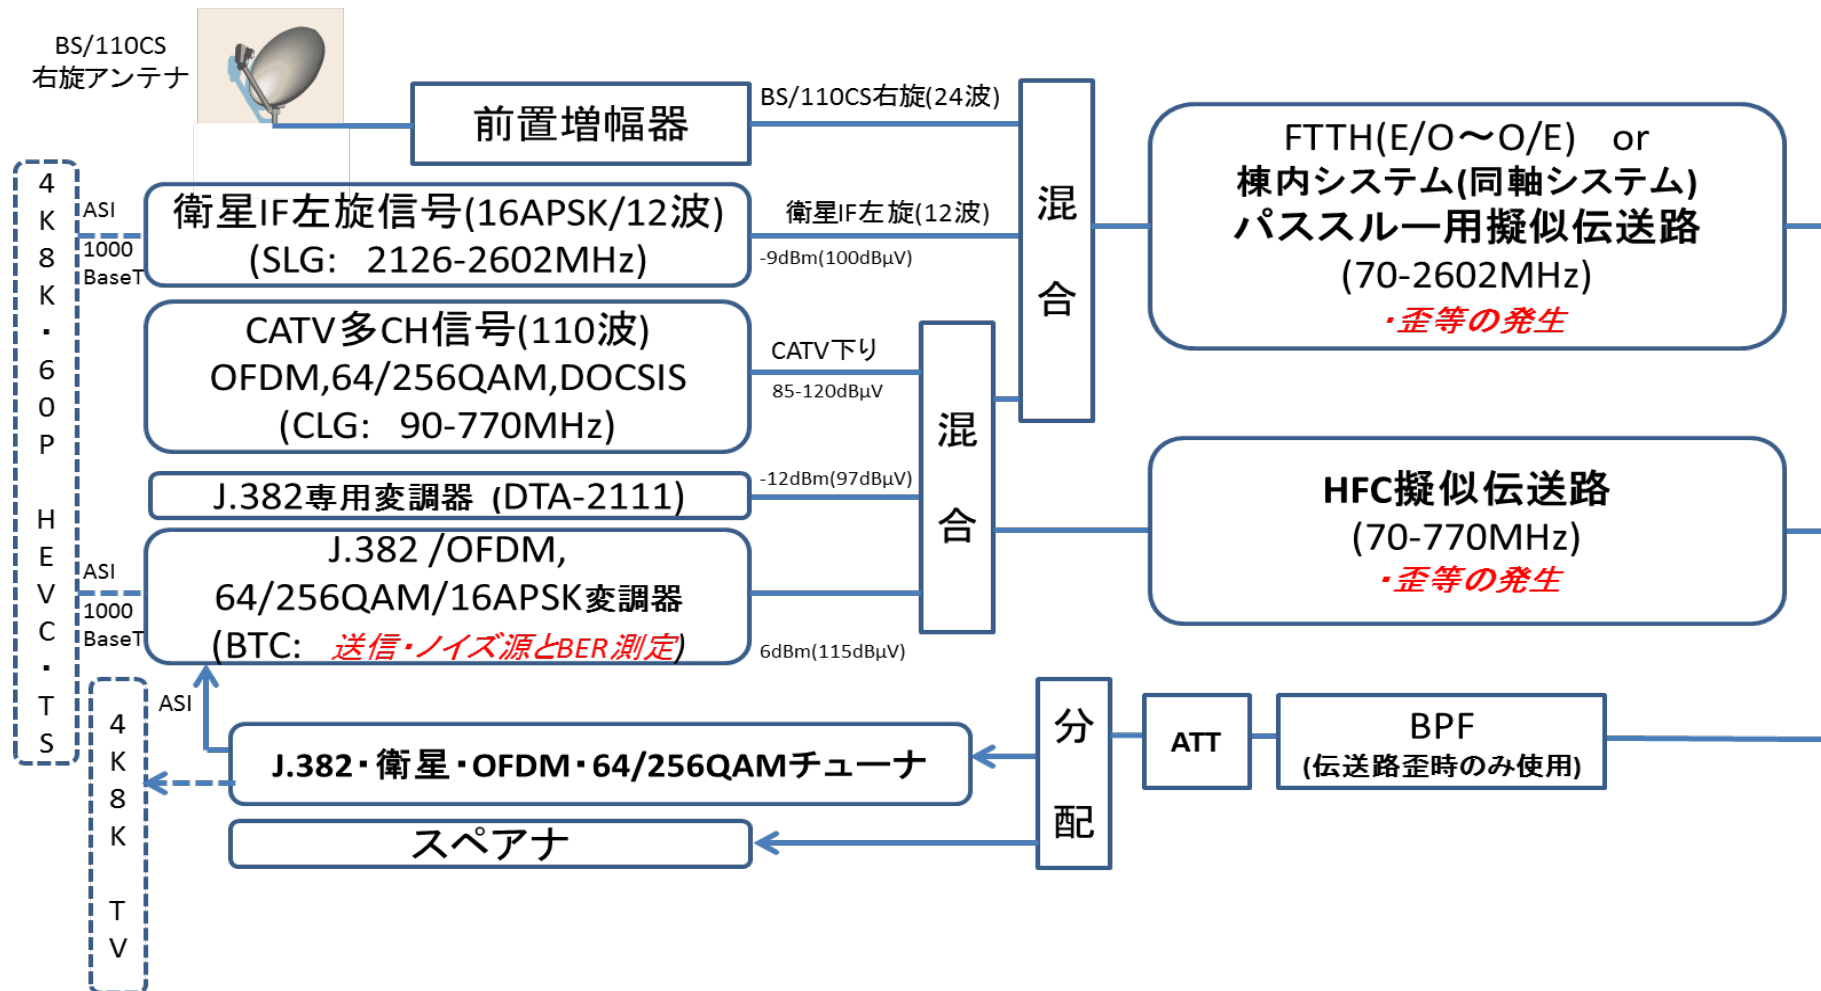 BS/110CS
右旋アンテナ
前置増幅器
BS/110CS右旋(24波)
混合
FTTH(E/O～O/E) or
棟内システム(同軸システム)
パススルー用擬似伝送路
(70-2602MHz)
・歪等の発生
4K8K・60P HEVC・TS
ASI
1000
BaseT
衛星IF左旋信号(16APSK/12波)
(SLG: 2126-2602MHz)
衛星IF左旋(12波)
-9dBm(100dBμV)
CATV多CH信号(110波)
OFDM,64/256QAM,DOCSIS
(CLG: 90-770MHz)
CATV下り
85-120dBμV
混合
J.382専用変調器 (DTA-2111)
-12dBm(97dBμV)
HFC擬似伝送路
(70-770MHz)
・歪等の発生
ASI
1000
BaseT
J.382 /OFDM,
64/256QAM/16APSK変調器
(BTC: 送信・ノイズ源とBER測定)
6dBm(115dBμV)
4K8K TV
ASI
J.382・衛星・OFDM・64/256QAMチューナ
スペアナ
分配
ATT
BPF
(伝送路歪時のみ使用)